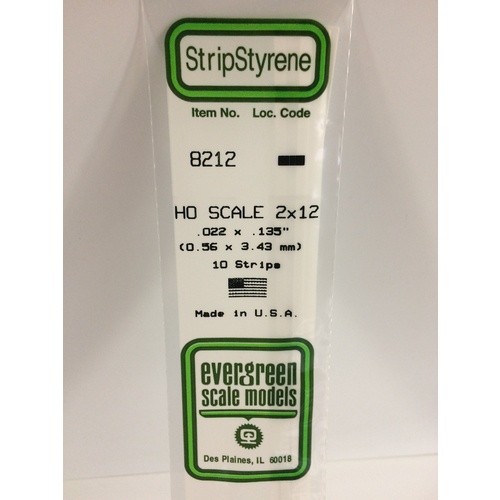 StripStyrene
Item No. Loc. Code
8212
HO SCALE 2x12
.022 x .135"
(0.56 x 3.43 mm)
10 Strips
Made in U.S.A.
evergreen
scale models
Des Plaines, IL 60018